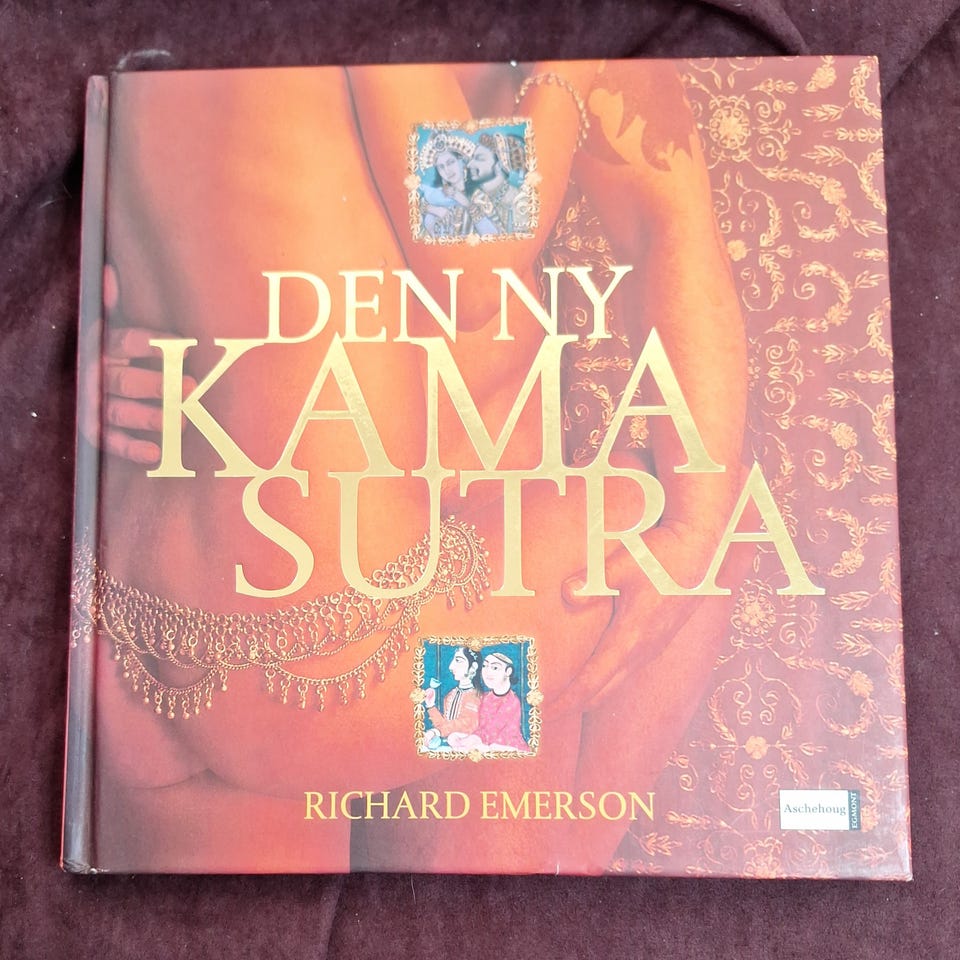 DEN NY
KAMA
SUTRA
RICHARD EMERSON
Aschehoug
EGMONT